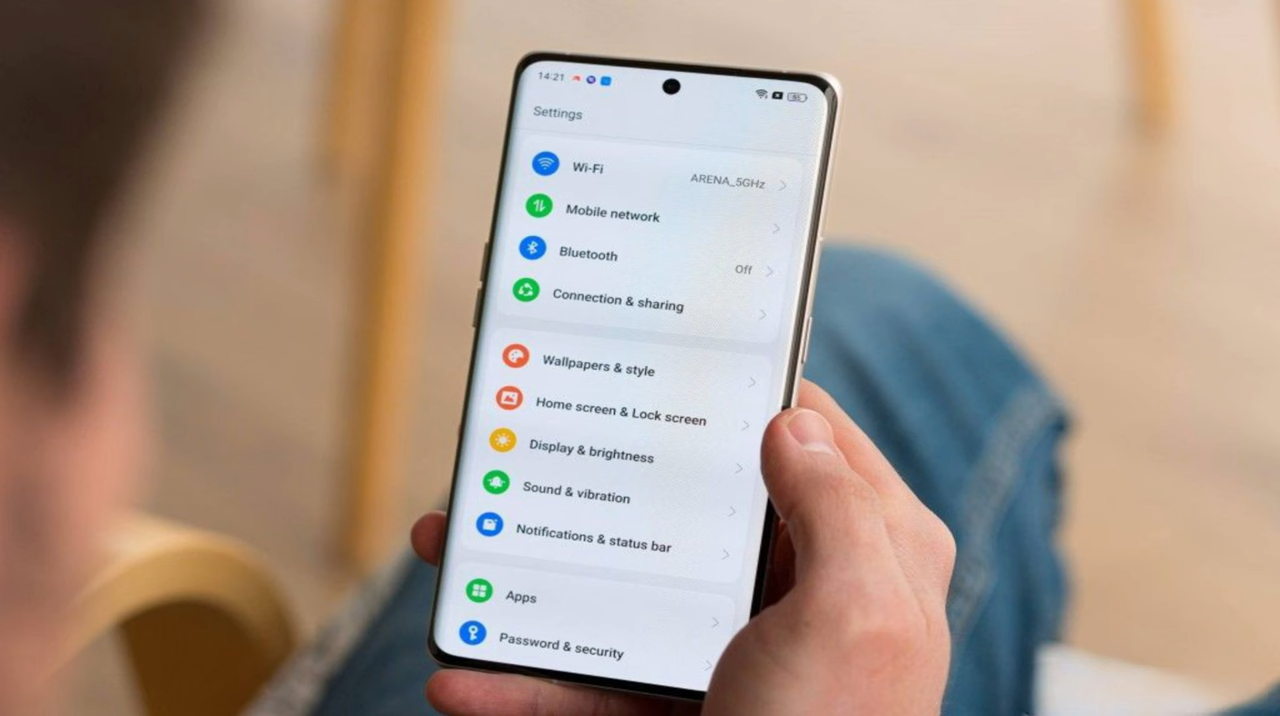 14:21
Settings
Wi-Fi ARENA_5GHz
Mobile network
Bluetooth Off
Connection & sharing
Wallpapers & style
Home screen & Lock screen
Display & brightness
Sound & vibration
Notifications & status bar
Apps
Password & security